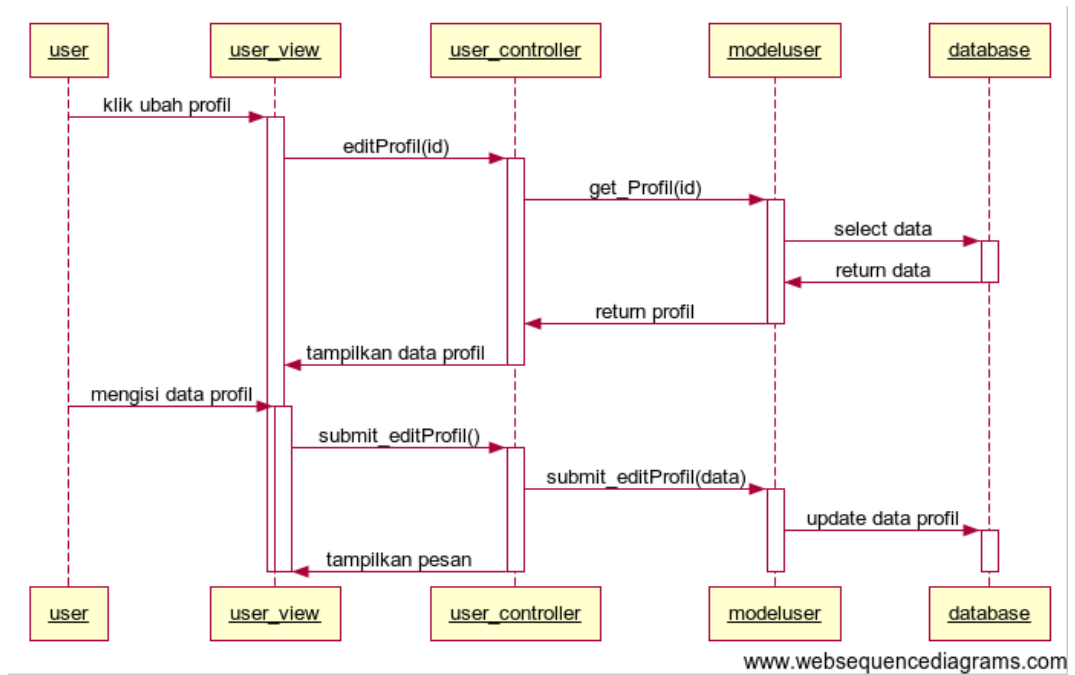 user
user_view
user_controller
modeluser
database
klik ubah profil
editProfil(id)
get_Profil(id)
select data
return data
return profil
tampilkan data profil
mengisi data profil
submit_editProfil()
submit_editProfil(data)
update data profil
tampilkan pesan
user
user_view
user_controller
modeluser
database
www.websequencediagrams.com